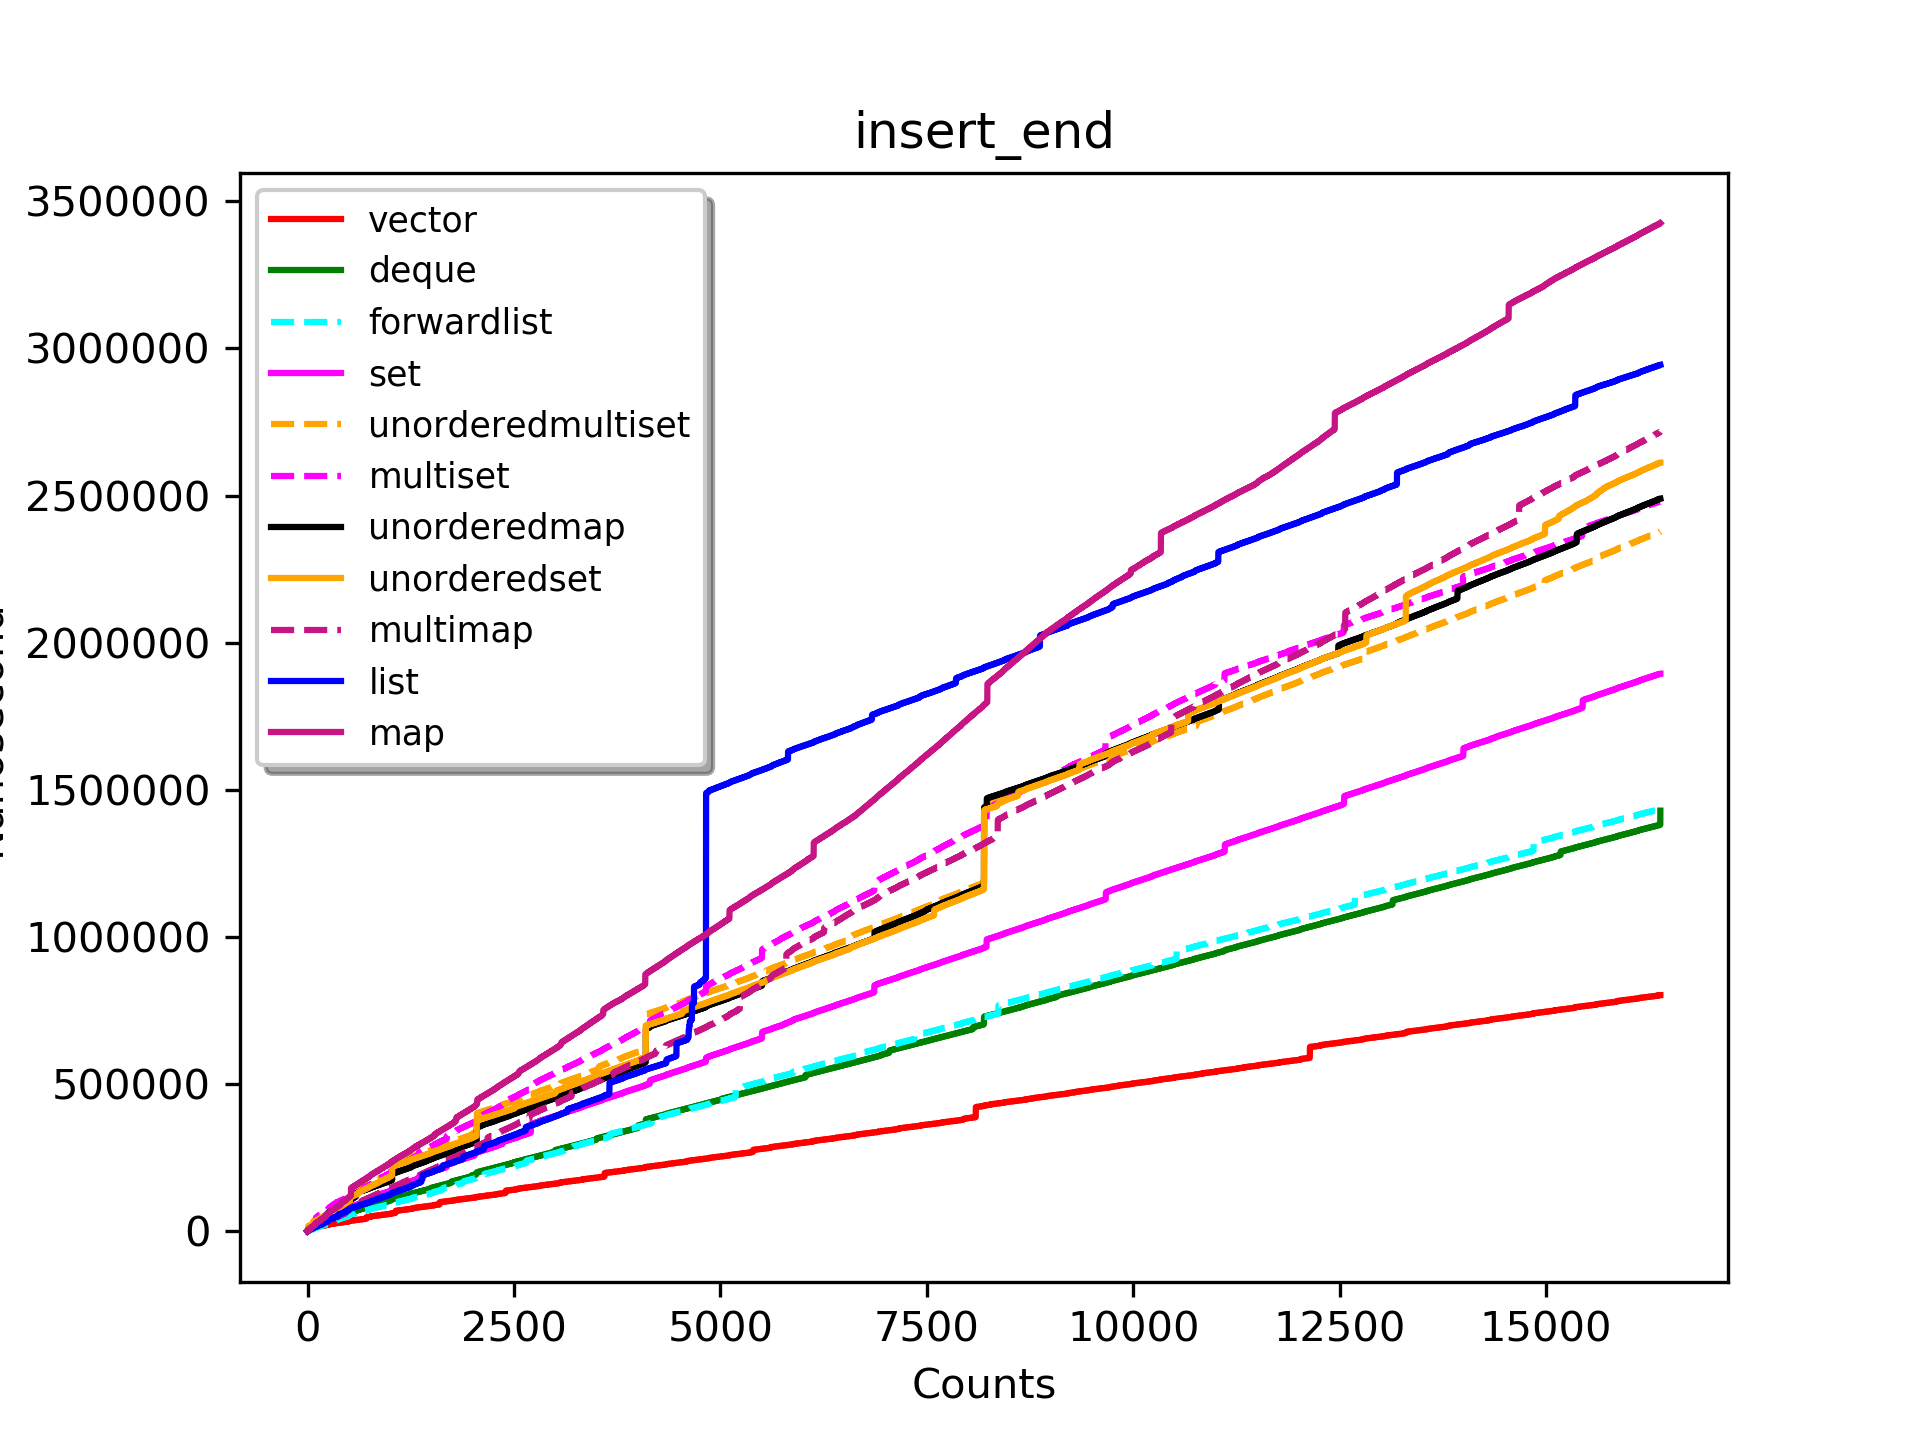 insert_end
3500000
3000000
2500000
2000000
1500000
1000000
500000
0
vector
deque
forwardlist
set
unorderedmultiset
multiset
unorderedmap
unorderedset
multimap
list
map
0 2500 5000 7500 10000 12500 15000
Counts